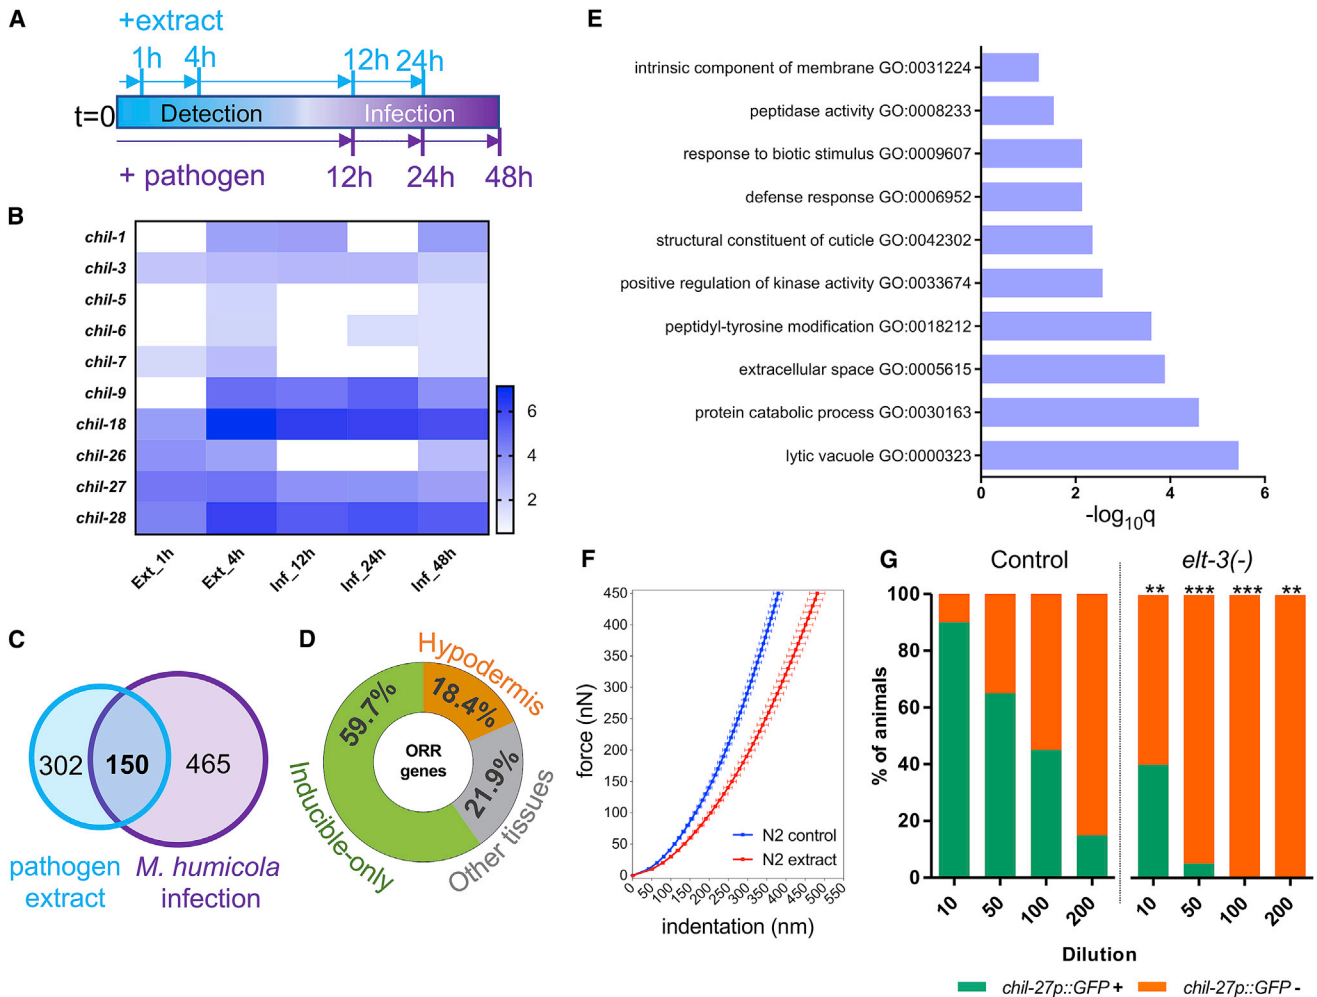 A
+extract
1h 4h 12h 24h
t=0 Detection Infection
+ pathogen 12h 24h 48h
B
chil-1
chil-3
chil-5
chil-6
chil-7
chil-9
chil-18
chil-26
chil-27
chil-28
6
4
2
Ext_1h Ext_4h Inf_12h Inf_24h Inf_48h
C
302 150 465
pathogen extract
M. humicola infection
D
Hypodermis
18.4%
59.7%
21.9%
ORR
genes
Inducible-only
Other tissues
E
intrinsic component of membrane GO:0031224
peptidase activity GO:0008233
response to biotic stimulus GO:0009607
defense response GO:0006952
structural constituent of cuticle GO:0042302
positive regulation of kinase activity GO:0033674
peptidyl-tyrosine modification GO:0018212
extracellular space GO:0005615
protein catabolic process GO:0030163
lytic vacuole GO:0000323
0 2 4 6
-log10q
F
force (nN)
450
400
350
300
250
200
150
100
50
0
N2 control
N2 extract
0 50 100 150 200 250 300 350 400 450 500 550
indentation (nm)
G
Control elt-3(-)
** *** *** **
% of animals
100
80
60
40
20
0
10 50 100 200 10 50 100 200
Dilution
chil-27p::GFP + chil-27p::GFP -